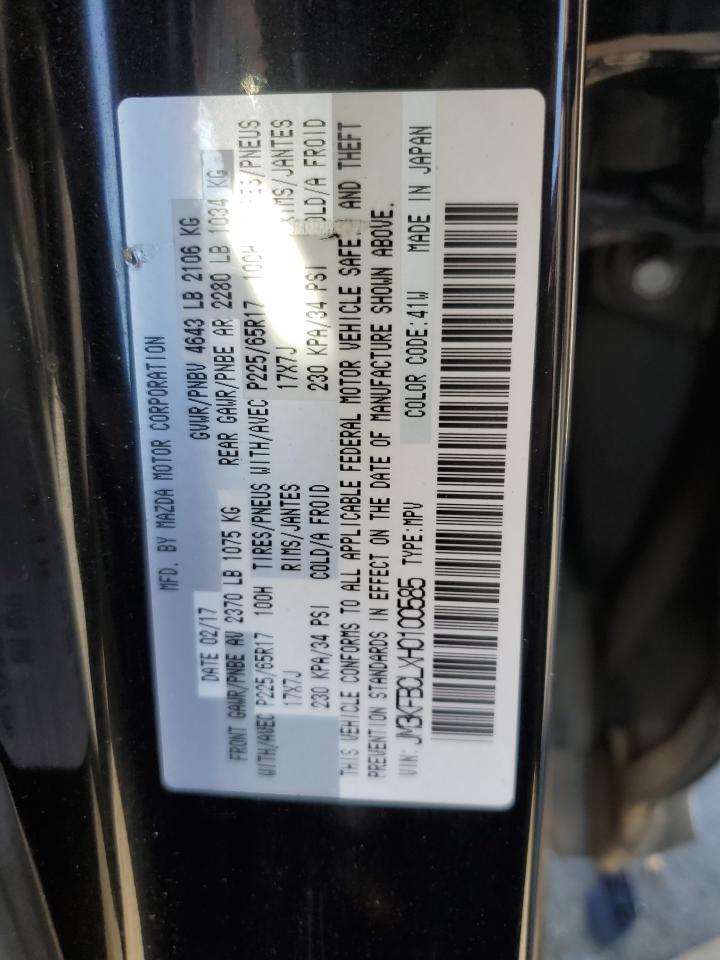 MFD. BY MAZDA MOTOR CORPORATION
DATE 02/17 GVWR/PNBV 4643 LB 2106 KG
FRONT GAWR/PNBE AV 2370 LB 1075 KG REAR GAWR/PNBE AR 2280 LB 1034 KG
WITH/AVEC P225/65R17 100H TIRES/PNEUS WITH/AVEC P225/65R17 100H TIRES/PNEUS
17X7J RIMS/JANTES 17X7J RIMS/JANTES
230 KPA/34 PSI COLD/A FROID 230 KPA/34 PSI COLD/A FROID
THIS VEHICLE CONFORMS TO ALL APPLICABLE FEDERAL MOTOR VEHICLE SAFETY AND THEFT
PREVENTION STANDARDS IN EFFECT ON THE DATE OF MANUFACTURE SHOWN ABOVE.
VIN: JM3KFBCLXH0100585 TYPE:MPV COLOR CODE:41W MADE IN JAPAN